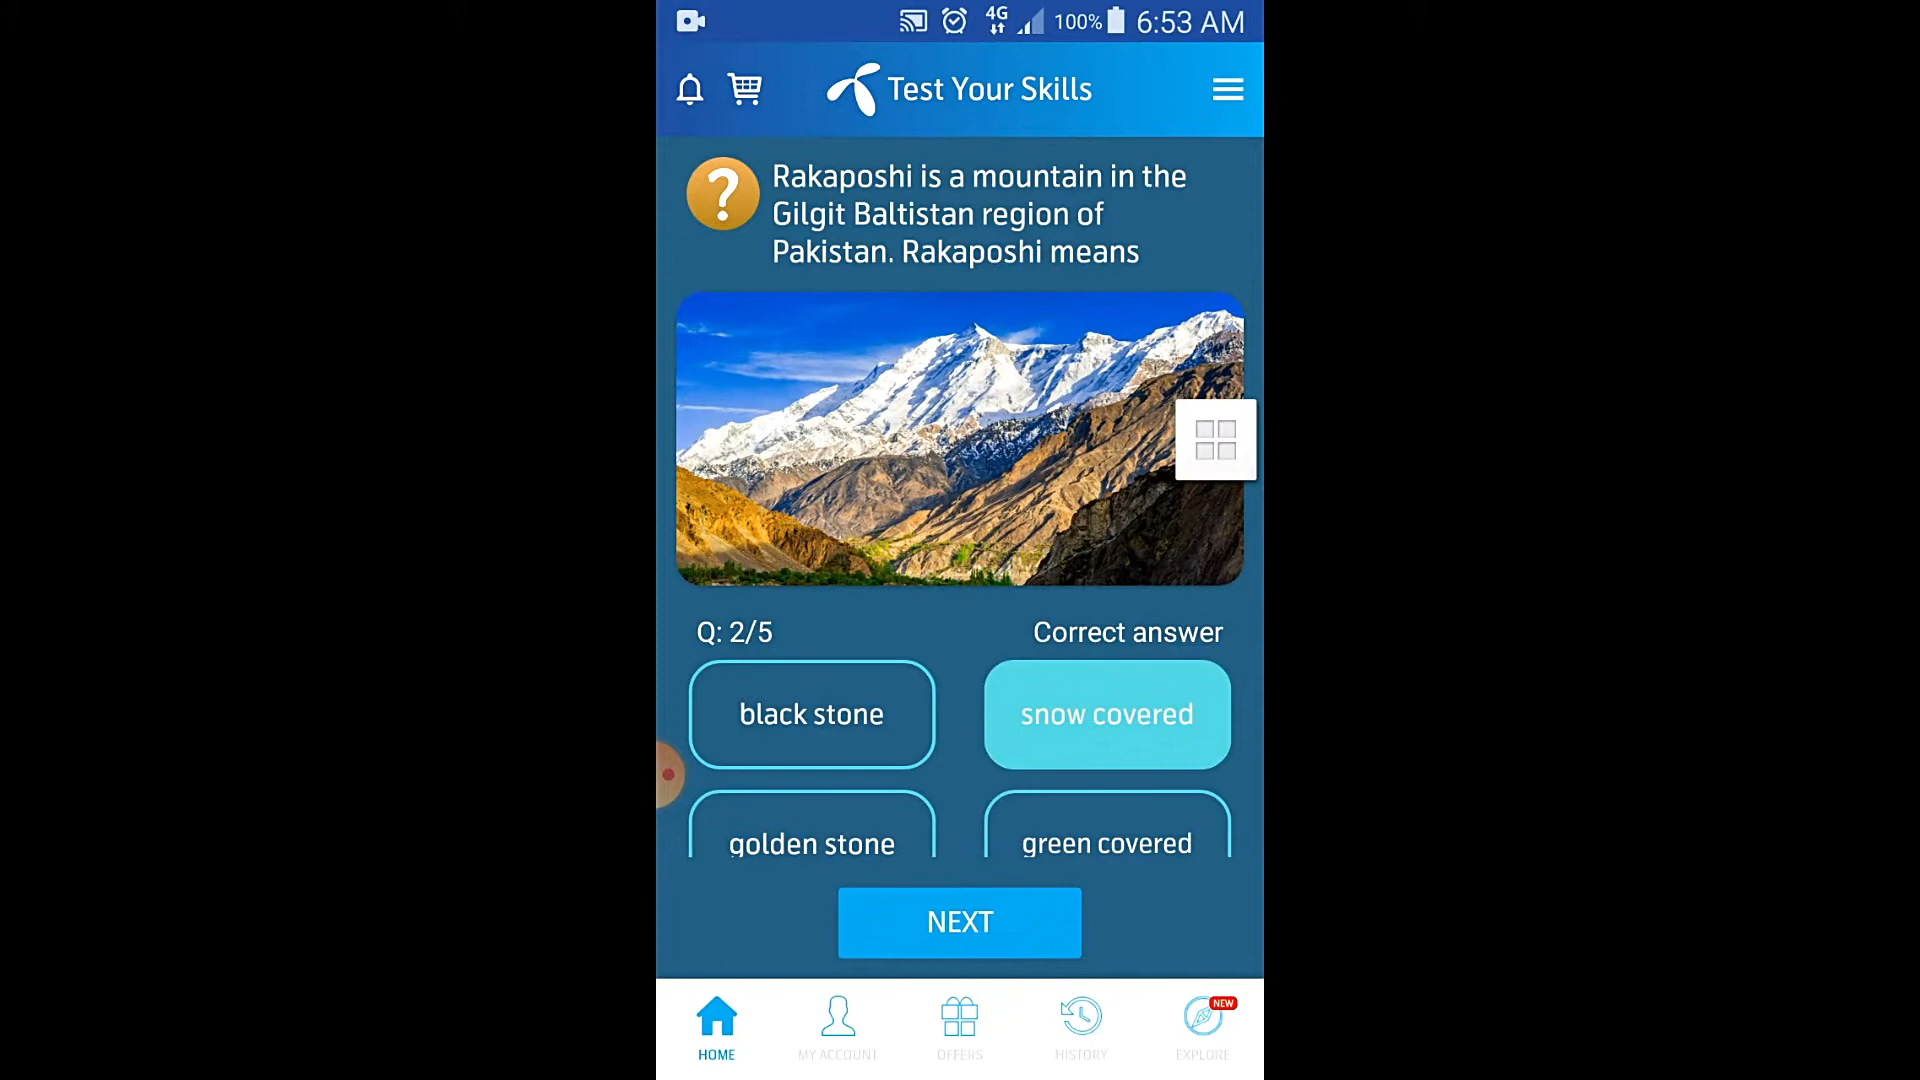 4G 100% 6:53 AM
Test Your Skills
?
Rakaposhi is a mountain in the
Gilgit Baltistan region of
Pakistan. Rakaposhi means
Q: 2/5 Correct answer
black stone snow covered
golden stone green covered
NEXT
NEW
HOME MY ACCOUNT OFFERS HISTORY EXPLORE